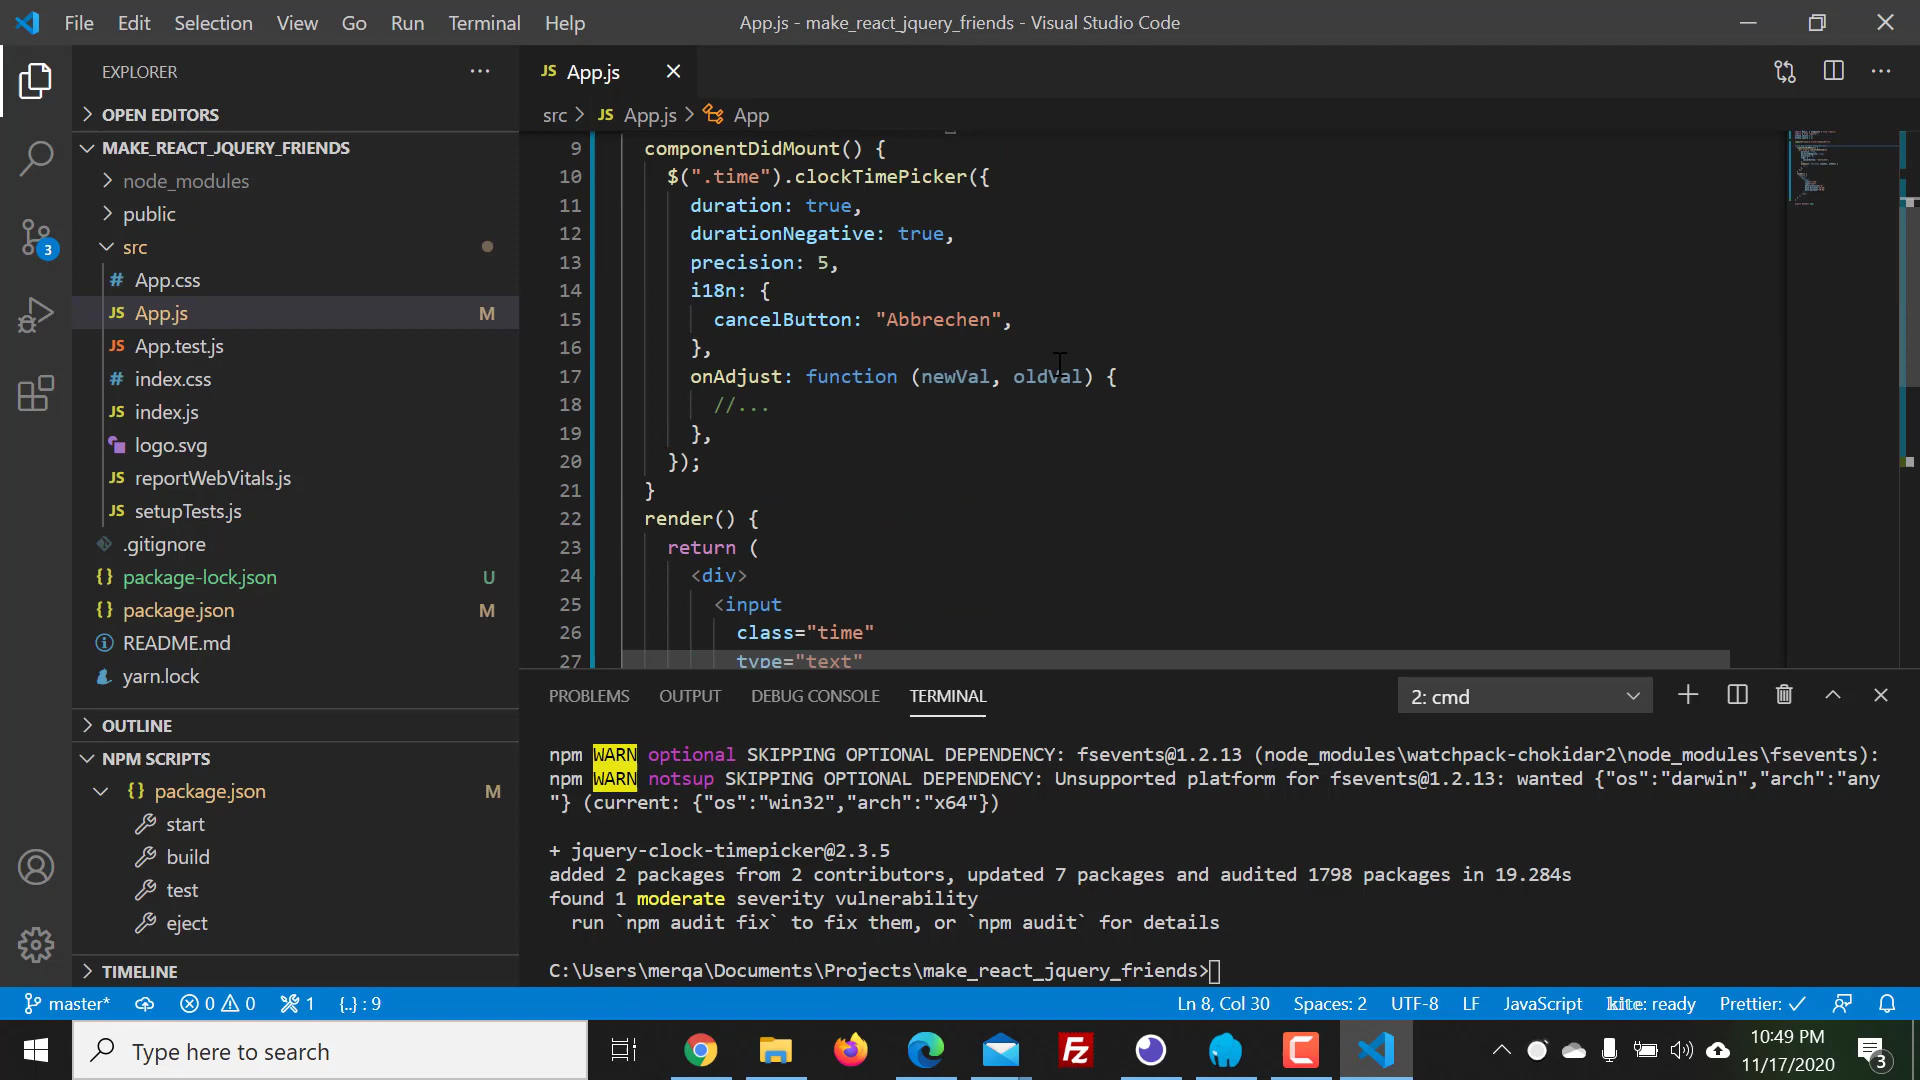 File Edit Selection View Go Run Terminal Help
App.js - make_react_jquery_friends - Visual Studio Code
EXPLORER
OPEN EDITORS
MAKE_REACT_JQUERY_FRIENDS
node_modules
public
src
# App.css
JS App.js M
JS App.test.js
# index.css
JS index.js
logo.svg
JS reportWebVitals.js
JS setupTests.js
.gitignore
{} package-lock.json U
{} package.json M
README.md
yarn.lock
OUTLINE
NPM SCRIPTS
{} package.json M
start
build
test
eject
TIMELINE
3
JS App.js
src > JS App.js > App
9 componentDidMount() {
10 $(".time").clockTimePicker({
11 duration: true,
12 durationNegative: true,
13 precision: 5,
14 i18n: {
15 cancelButton: "Abbrechen",
16 },
17 onAdjust: function (newVal, oldVal) {
18 //...
19 },
20 });
21 }
22 render() {
23 return (
24 <div>
25 <input
26 class="time"
27 type="text"
PROBLEMS OUTPUT DEBUG CONSOLE TERMINAL
2: cmd
npm WARN optional SKIPPING OPTIONAL DEPENDENCY: fsevents@1.2.13 (node_modules\watchpack-chokidar2\node_modules\fsevents):
npm WARN notsup SKIPPING OPTIONAL DEPENDENCY: Unsupported platform for fsevents@1.2.13: wanted {"os":"darwin","arch":"any
"} (current: {"os":"win32","arch":"x64"})
+ jquery-clock-timepicker@2.3.5
added 2 packages from 2 contributors, updated 7 packages and audited 1798 packages in 19.284s
found 1 moderate severity vulnerability
run `npm audit fix` to fix them, or `npm audit` for details
C:\Users\merqa\Documents\Projects\make_react_jquery_friends>
master* 0 0 1 {..} : 9
Ln 8, Col 30 Spaces: 2 UTF-8 LF JavaScript kite: ready Prettier: ✓
Type here to search
10:49 PM
11/17/2020
3